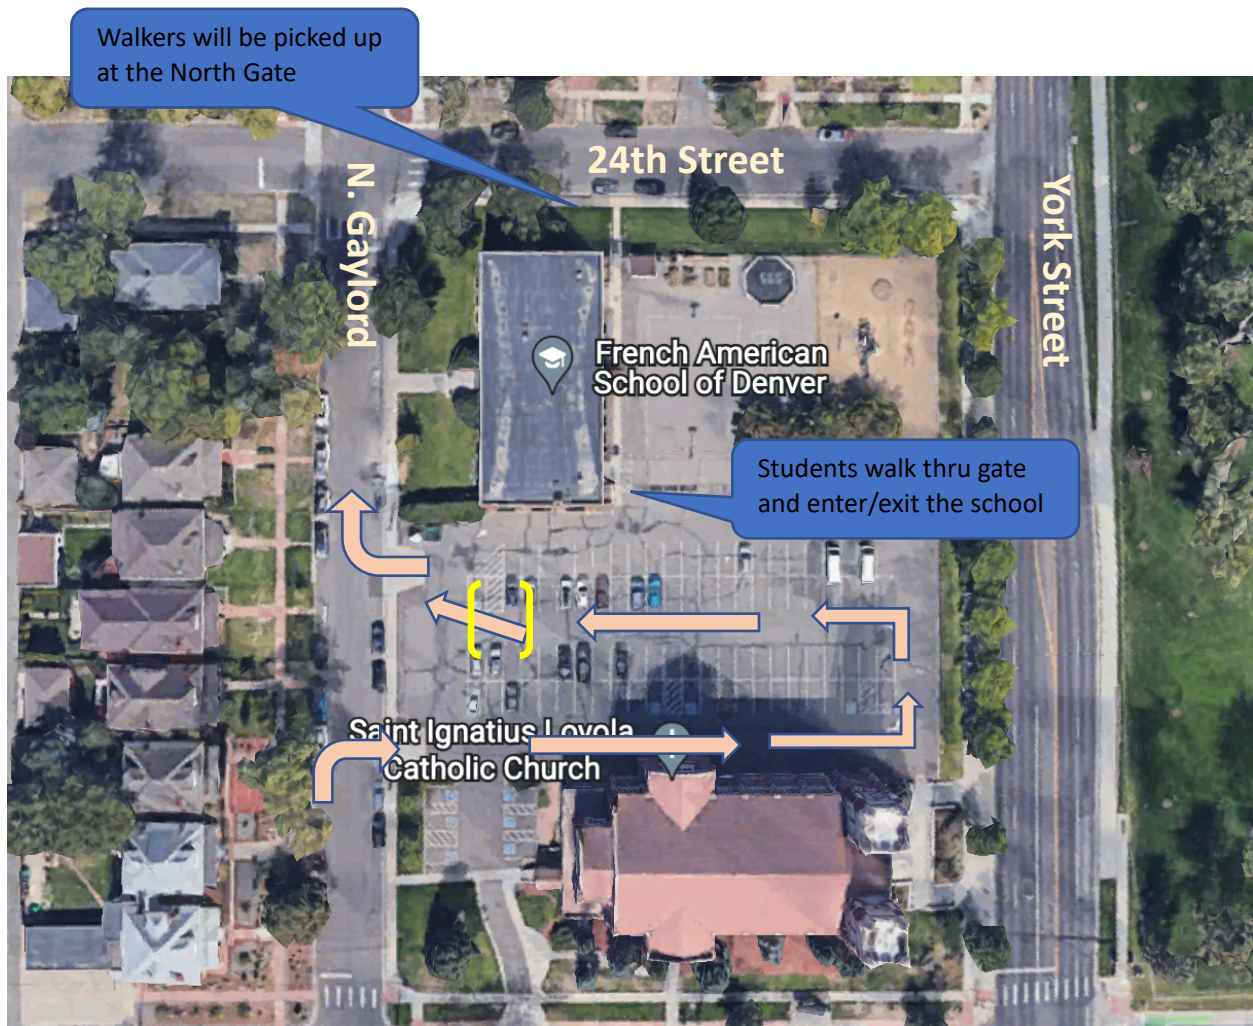 Walkers will be picked up
at the North Gate
24th Street
N. Gaylord
York Street
French American
School of Denver
Students walk thru gate
and enter/exit the school
Saint Ignatius Loyola
Catholic Church